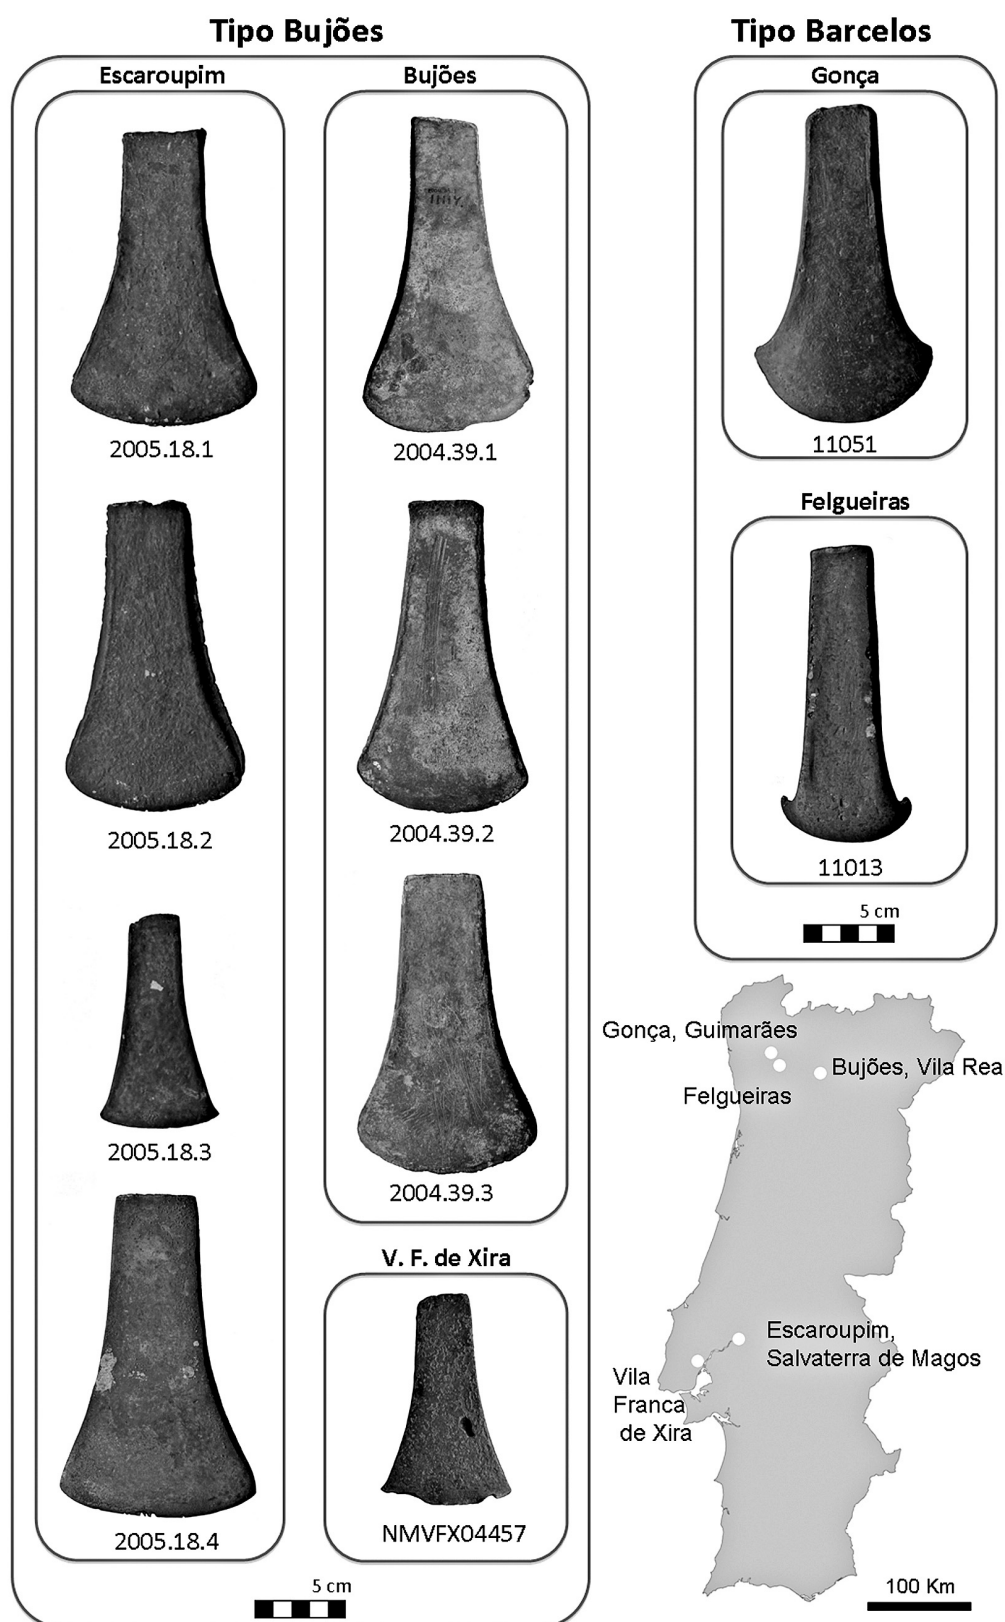 Tipo Bujões
Escaroupim
2005.18.1
2005.18.2
2005.18.3
2005.18.4
Bujões
2004.39.1
2004.39.2
2004.39.3
V. F. de Xira
NMVFX04457
5 cm
Tipo Barcelos
Gonça
11051
Felgueiras
11013
5 cm
Gonça, Guimarães
Bujões, Vila Rea
Felgueiras
Escaroupim,
Salvaterra de Magos
Vila
Franca
de Xira
100 Km